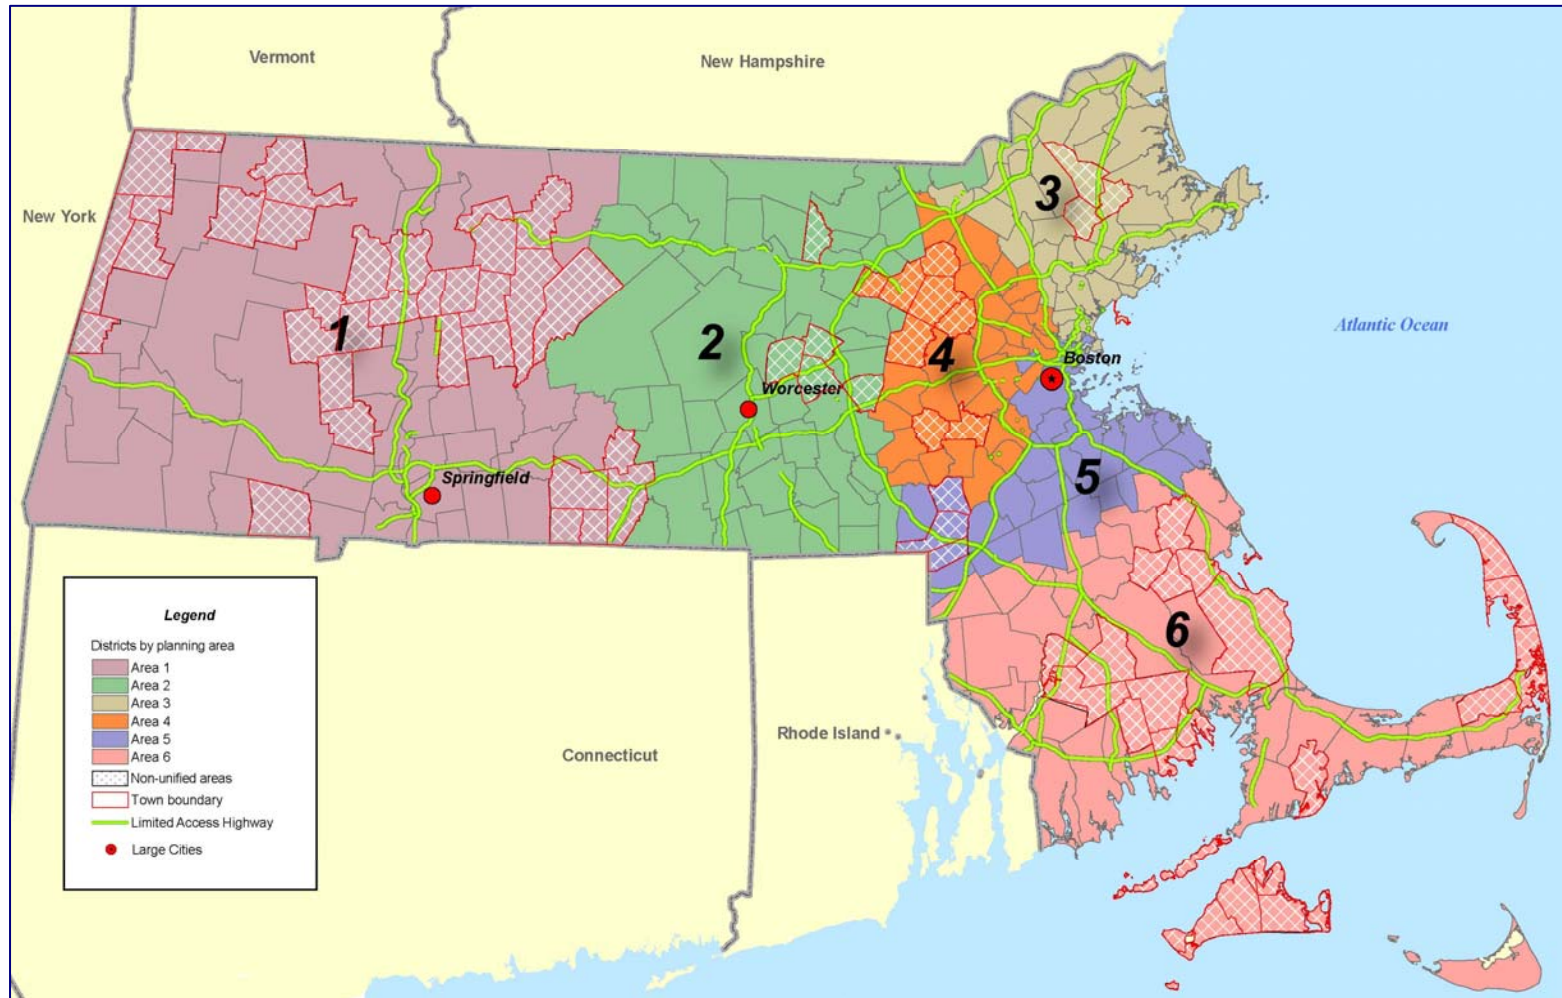 Vermont
New Hampshire
New York
3
Atlantic Ocean
1
2
4
Boston
Worcester
Springfield
5
6
Legend
Districts by planning area
Area 1
Area 2
Area 3
Area 4
Area 5
Area 6
Non-unified areas
Town boundary
Limited Access Highway
Large Cities
Connecticut
Rhode Island